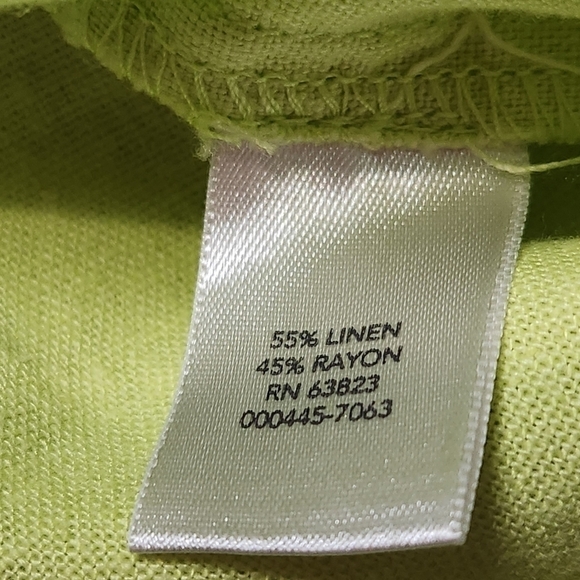 55% LINEN
45% RAYON
RN 63823
000445-7063